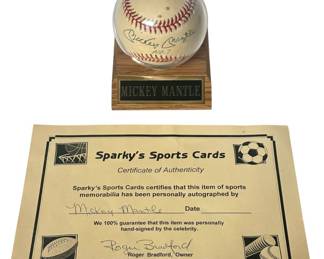 Mickey Mantle
No. 7
MICKEY MANTLE
Sparky's Sports Cards
Certificate of Authenticity
Sparky's Sports Cards certifies that this item of sports
memorabilia has been personally autographed by
Mickey Mantle Date
We 100% guarantee that this item was personally
hand-signed by the celebrity.
Roger Bradford
Roger Bradford, Owner